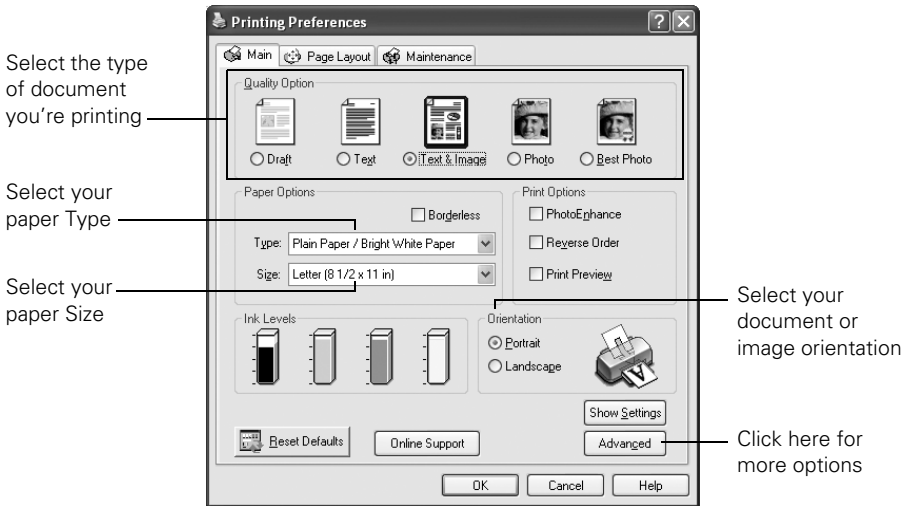 Printing Preferences
Main
Page Layout
Maintenance
Select the type
of document
you're printing
Quality Option
Draft
Text
Text & Image
Photo
Best Photo
Select your
paper Type
Paper Options
Borderless
Type: Plain Paper / Bright White Paper
Size: Letter (8 1/2 x 11 in)
Print Options
PhotoEnhance
Reverse Order
Print Preview
Select your
paper Size
Ink Levels
Orientation
Portrait
Landscape
A
Select your
document or
image orientation
Show Settings
Reset Defaults
Online Support
Advanced
Click here for
more options
OK
Cancel
Help